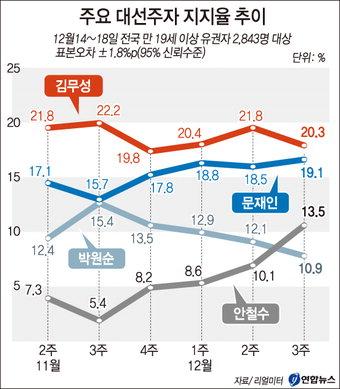 주요 대선주자 지지율 추이
12월14~18일 전국 만 19세 이상 유권자 2,843명 대상
표본오차 ±1.8%p(95% 신뢰수준)
단위: %
25
김무성
21.8 22.2 19.8 20.4 21.8 20.3
20
17.1 15.7 17.8 18.8 18.5 19.1
문재인
15
13.5
12.4 15.4 13.5 12.9 12.1 10.9
10
박원순
7.3 5.4 8.2 8.6 10.1
안철수
5
2주 3주 4주 1주 2주 3주
11월 12월
자료/리얼미터 연합뉴스